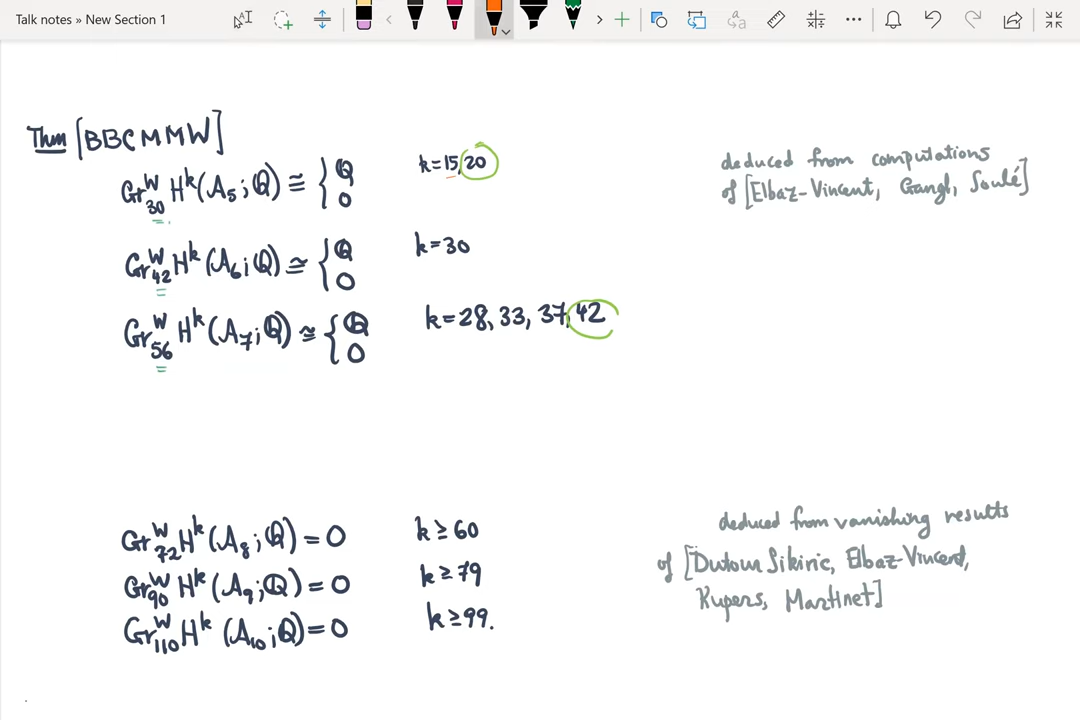 Talk notes » New Section 1
Thm [BBCMMW]
Gr^W_30 H^k(A_5;Q) ≅ { Q k=15,20
0
deduced from computations
of [Elbaz-Vincent, Gangl, Soulé]
Gr^W_42 H^k(A_6;Q) ≅ { Q k=30
0
Gr^W_56 H^k(A_7;Q) ≅ { Q k=28, 33, 37, 42
0
Gr^W_72 H^k(A_8;Q) = 0 k≥60
Gr^W_90 H^k(A_9;Q) = 0 k≥79
Gr^W_110 H^k(A_10;Q) = 0 k≥99.
deduced from vanishing results
of [Dutour Sikiric, Elbaz-Vincent,
Kupers, Martinet]